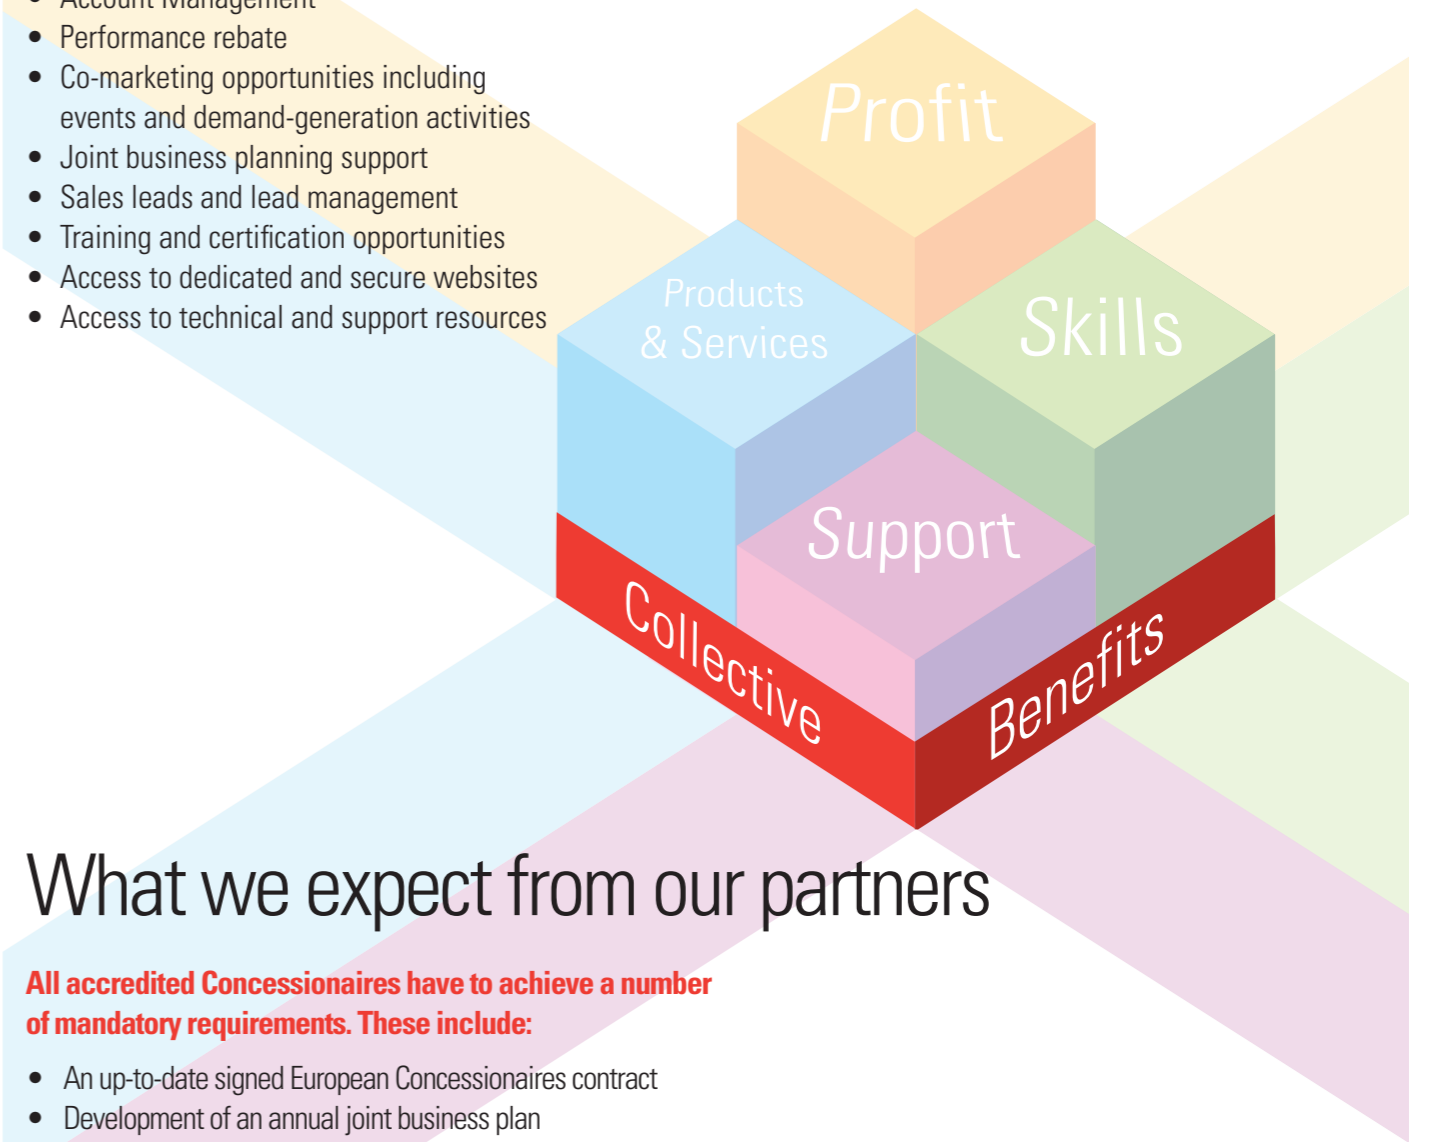 • Account Management
• Performance rebate
• Co-marketing opportunities including
events and demand-generation activities
• Joint business planning support
• Sales leads and lead management
• Training and certification opportunities
• Access to dedicated and secure websites
• Access to technical and support resources
Profit
Products
& Services
Skills
Support
Collective
Benefits
What we expect from our partners
All accredited Concessionaires have to achieve a number
of mandatory requirements. These include:
• An up-to-date signed European Concessionaires contract
• Development of an annual joint business plan